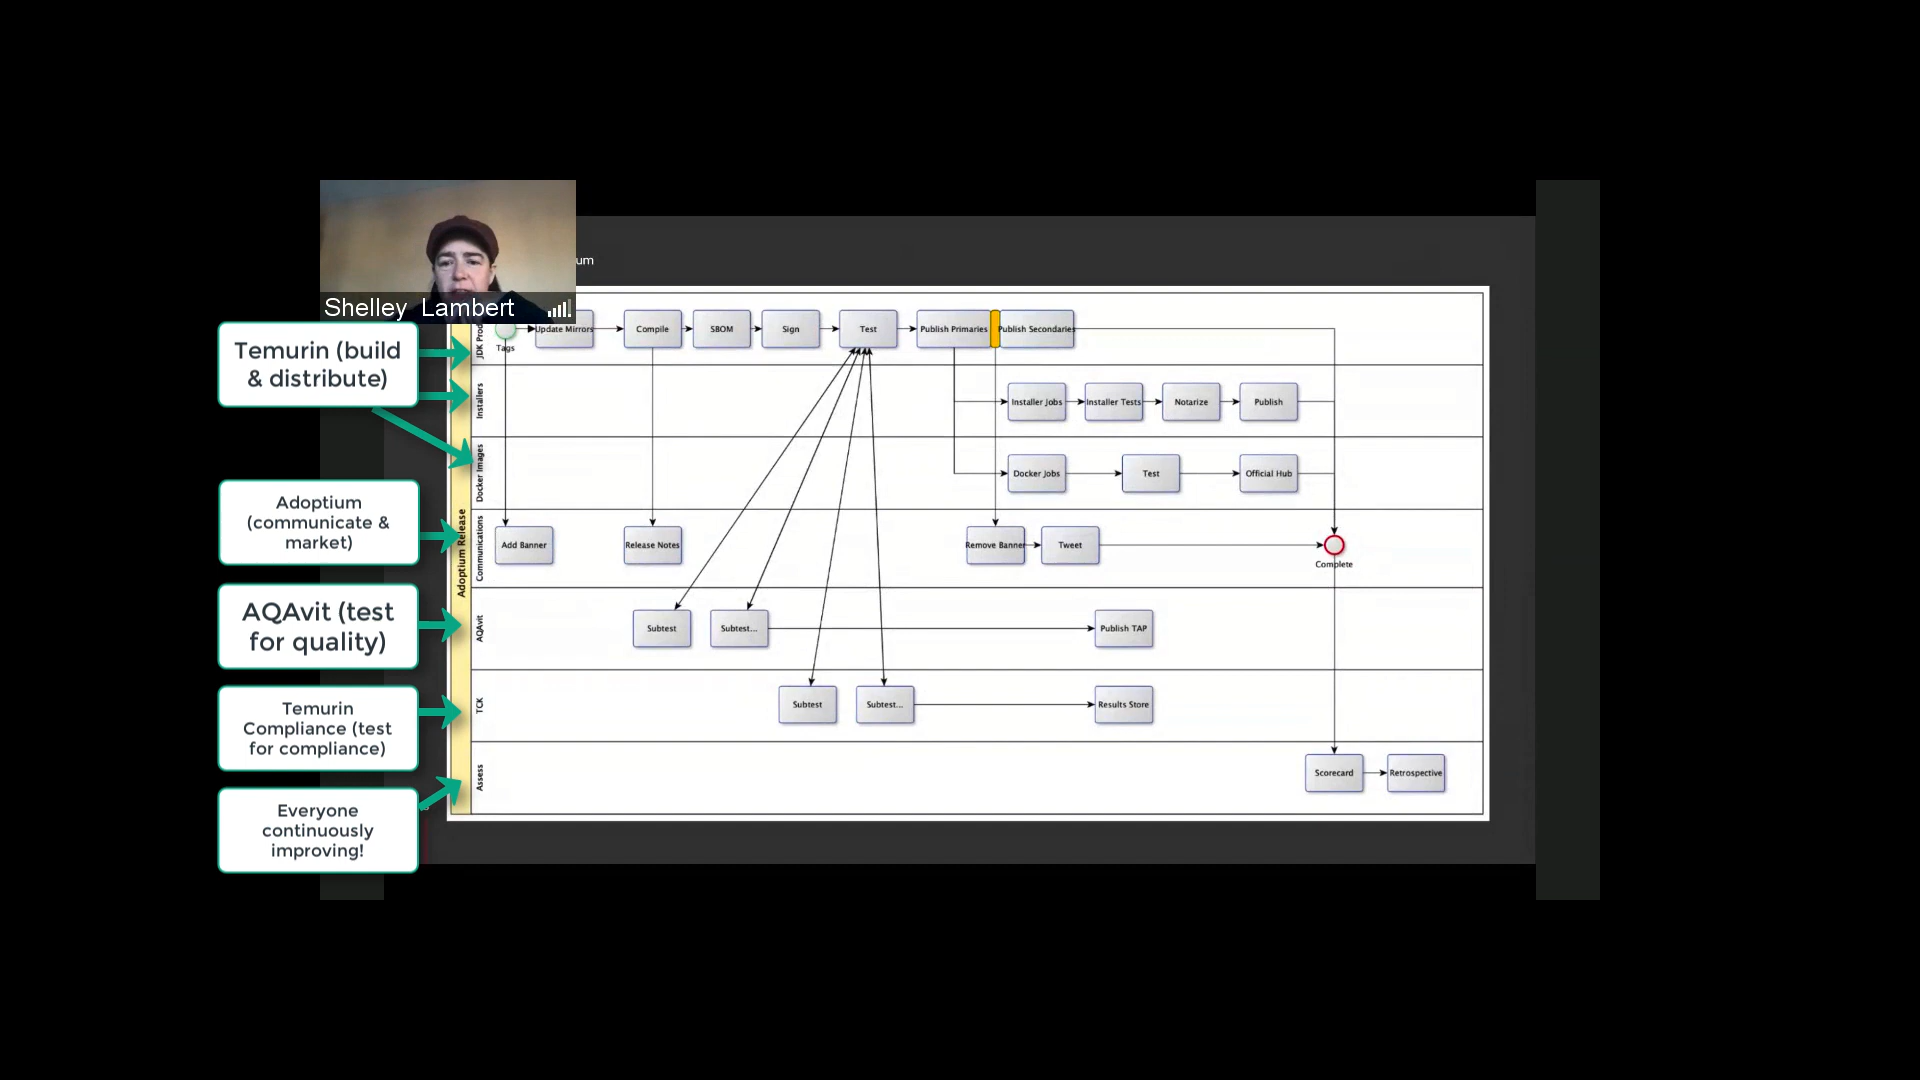 um
Shelley Lambert
Temurin (build
& distribute)
Adoptium
(communicate &
market)
AQAvit (test
for quality)
Temurin
Compliance (test
for compliance)
Everyone
continuously
improving!
Adoptium Release
JDK Prod
Tags
Update Mirrors
Compile
SBOM
Sign
Test
Publish Primaries
Publish Secondaries
Installers
Installer Jobs
Installer Tests
Notarize
Publish
Docker Images
Docker Jobs
Test
Official Hub
Communications
Add Banner
Release Notes
Remove Banner
Tweet
Complete
AQAvit
Subtest
Subtest...
Publish TAP
TCK
Subtest
Subtest...
Results Store
Assess
Scorecard
Retrospective